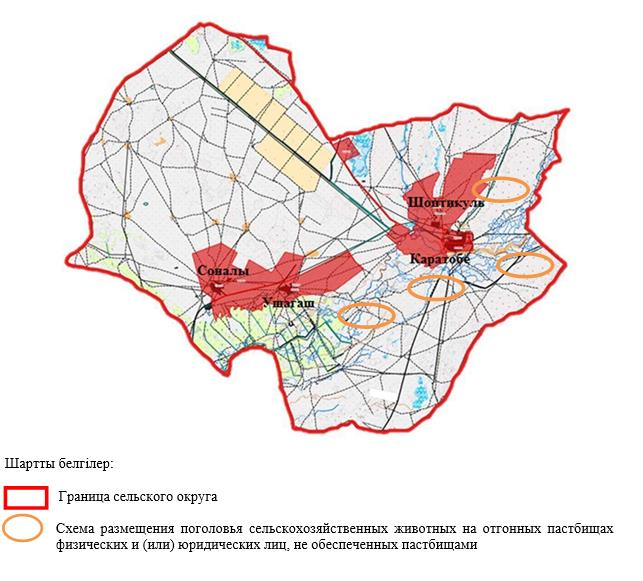 Шоптикуль
Каратобе
Соналы
Ушагаш
Шартты белгілер:
Граница сельского округа
Схема размещения поголовья сельскохозяйственных животных на отгонных пастбищах
физических и (или) юридических лиц, не обеспеченных пастбищами